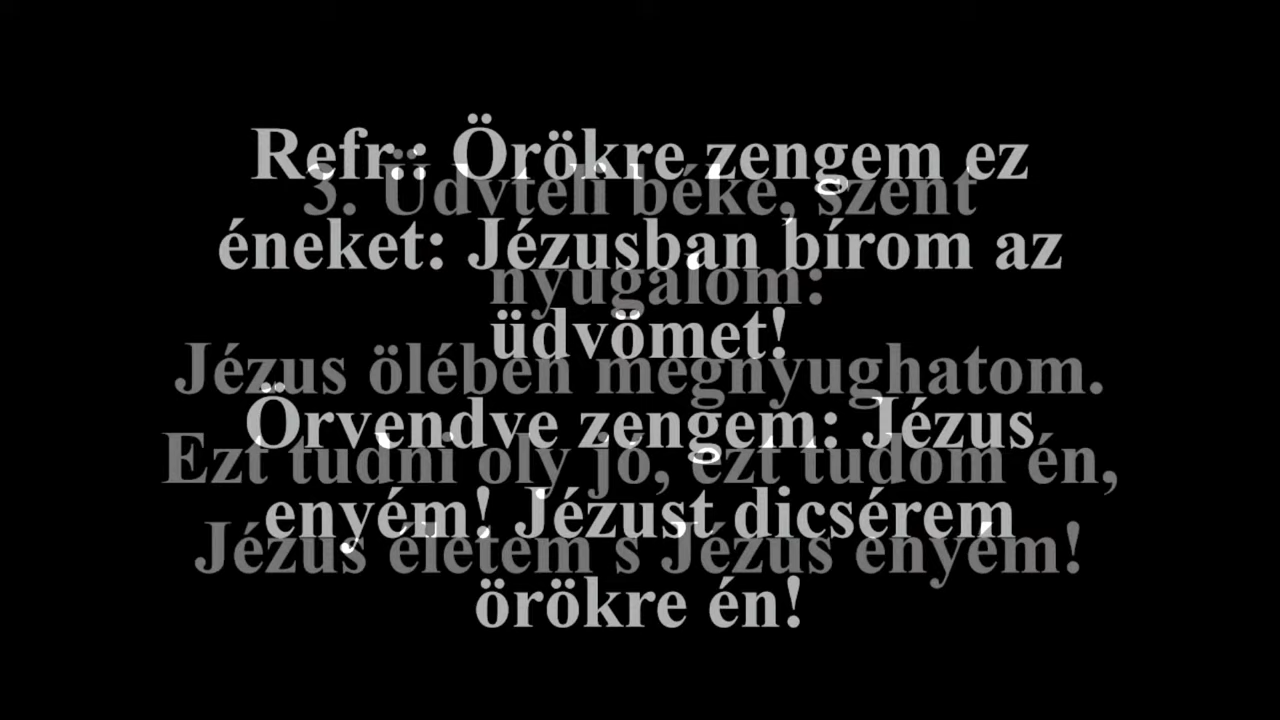 Refr.: Örökre zengem ez
éneket: Jézusban bírom az
üdvömet!
Örvendve zengem: Jézus
enyém! Jézust dicsérem
örökre én!
3. Üdvteli béke, szent
nyugalom:
Jézus ölében megnyughatom.
Ezt tudni oly jó, ezt tudom én,
Jézus életem s Jézus enyém!